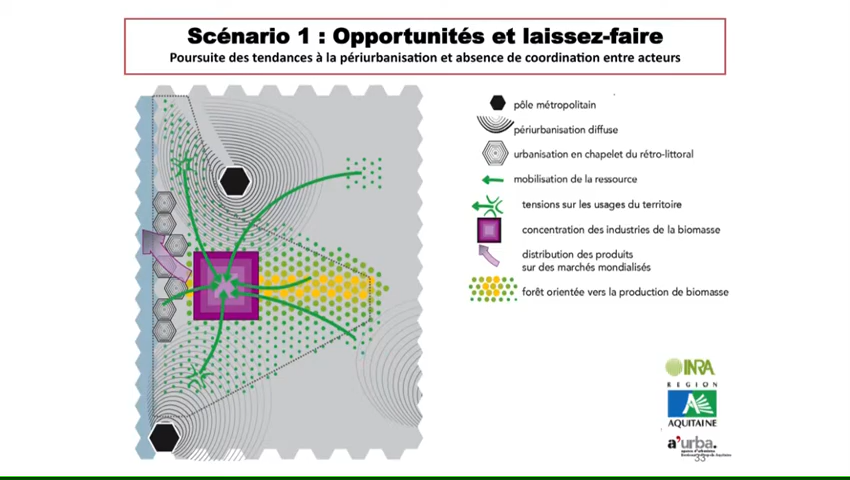 Scénario 1 : Opportunités et laissez-faire
Poursuite des tendances à la périurbanisation et absence de coordination entre acteurs
pôle métropolitain
périurbanisation diffuse
urbanisation en chapelet du rétro-littoral
mobilisation de la ressource
tensions sur les usages du territoire
concentration des industries de la biomasse
distribution des produits
sur des marchés mondialisés
forêt orientée vers la production de biomasse
INRA
REGION
AQUITAINE
a'urba.
33